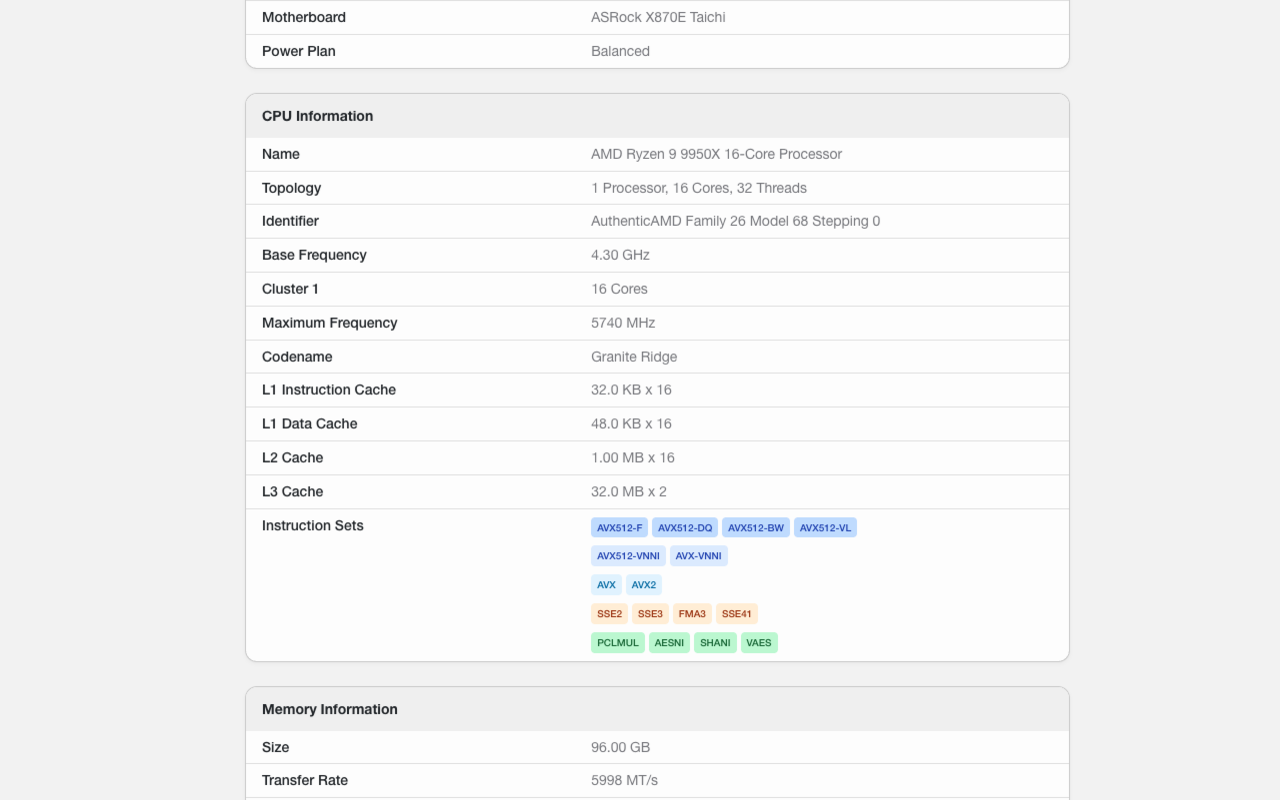 Motherboard ASRock X870E Taichi
Power Plan Balanced
CPU Information
Name AMD Ryzen 9 9950X 16-Core Processor
Topology 1 Processor, 16 Cores, 32 Threads
Identifier AuthenticAMD Family 26 Model 68 Stepping 0
Base Frequency 4.30 GHz
Cluster 1 16 Cores
Maximum Frequency 5740 MHz
Codename Granite Ridge
L1 Instruction Cache 32.0 KB x 16
L1 Data Cache 48.0 KB x 16
L2 Cache 1.00 MB x 16
L3 Cache 32.0 MB x 2
Instruction Sets AVX512-F AVX512-DQ AVX512-BW AVX512-VL
AVX512-VNNI AVX-VNNI
AVX AVX2
SSE2 SSE3 FMA3 SSE41
PCLMUL AESNI SHANI VAES
Memory Information
Size 96.00 GB
Transfer Rate 5998 MT/s